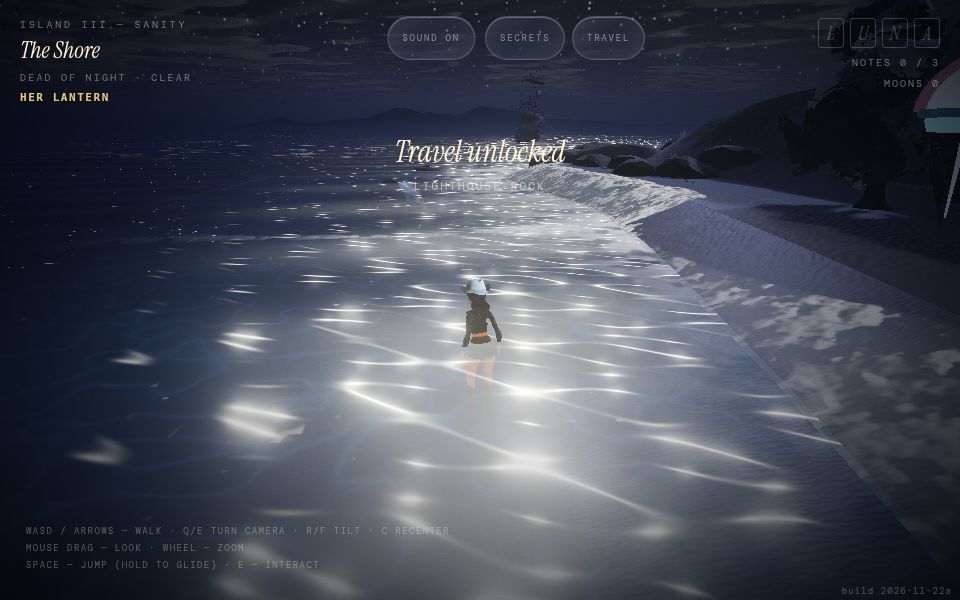 ISLAND III — SANITY
The Shore
DEAD OF NIGHT · CLEAR
HER LANTERN
SOUND ON
SECRETS
TRAVEL
E U N A
NOTES 0 / 3
MOONS 0
Travel unlocked
LIGHTHOUSE ROCK
WASD / ARROWS — WALK · Q/E TURN CAMERA · R/F TILT · C RECENTER
MOUSE DRAG — LOOK · WHEEL — ZOOM
SPACE — JUMP (HOLD TO GLIDE) · E — INTERACT
build 2026-11-22a